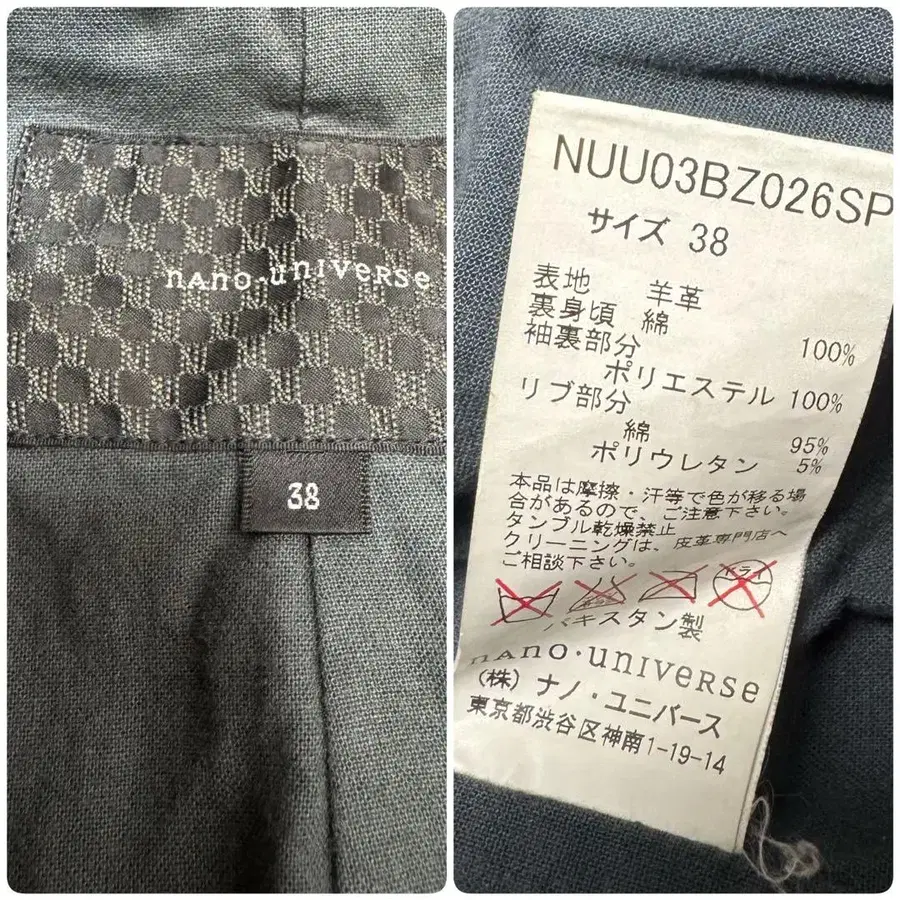 nAno·universe
38
NUU03BZ026SP
サイズ 38
表地 羊革
裏身頃 綿
100%
袖裏部分
ポリエステル 100%
リブ部分
綿 95%
ポリウレタン 5%
本品は摩擦・汗等で色が移る場
合があるので、ご注意下さい。
タンブル乾燥禁止
クリーニングは、皮革専門店へ
ご相談下さい。
ドライ
パキスタン製
nAno·universe
(株) ナノ・ユニバース
東京都渋谷区神南1-19-14